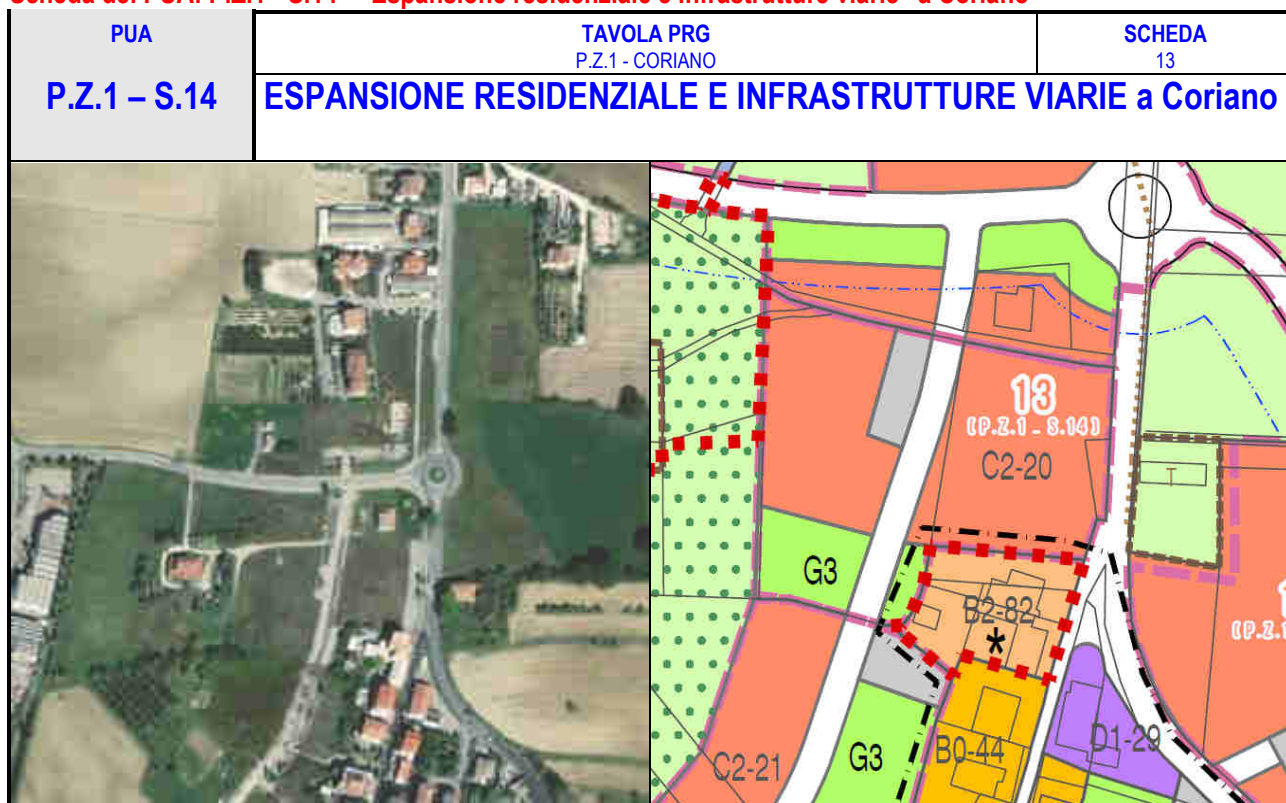 PUA
TAVOLA PRG
SCHEDA
P.Z.1 - CORIANO
13
P.Z.1 – S.14
ESPANSIONE RESIDENZIALE E INFRASTRUTTURE VIARIE a Coriano
13
(P.Z.1 - S.14)
C2-20
T
G3
B2-82
*
(P.Z.1
C2-21
G3
B0-44
D1-29